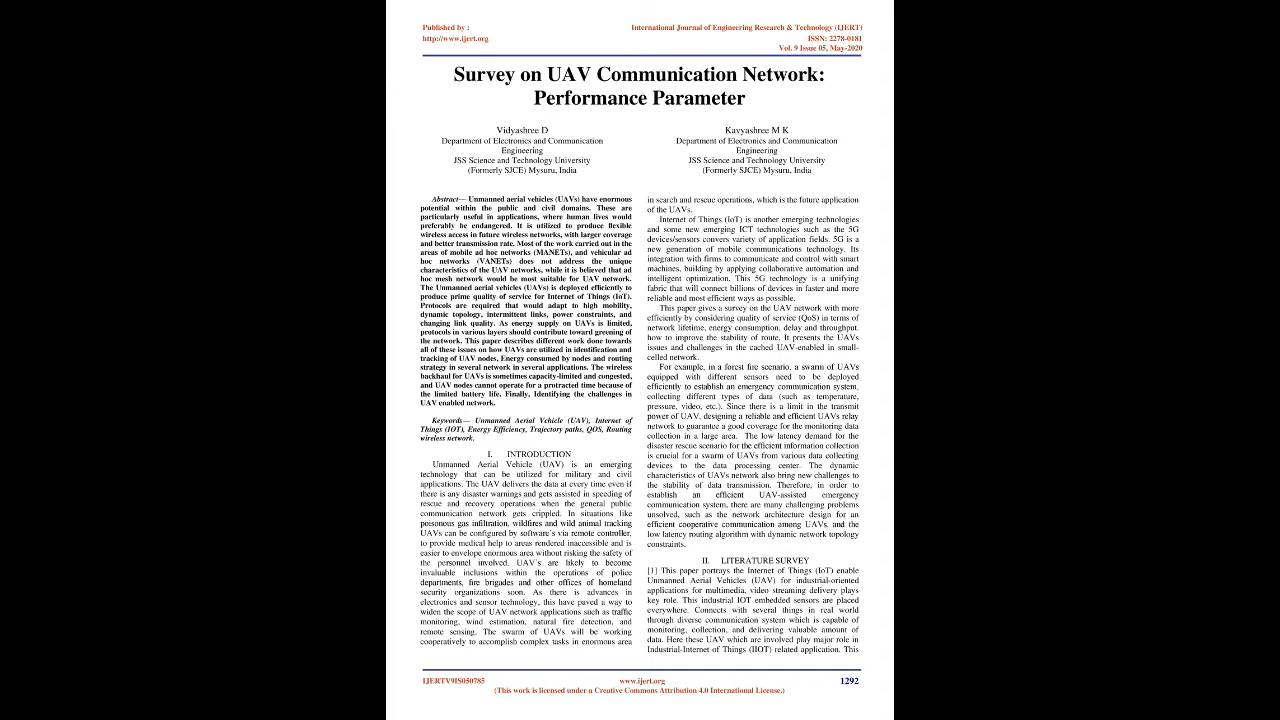 Published by :
http://www.ijert.org
International Journal of Engineering Research & Technology (IJERT)
ISSN: 2278-0181
Vol. 9 Issue 05, May-2020
Survey on UAV Communication Network:
Performance Parameter
Vidyashree D
Department of Electronics and Communication
Engineering
JSS Science and Technology University
(Formerly SJCE) Mysuru, India
Kavyashree M K
Department of Electronics and Communication
Engineering
JSS Science and Technology University
(Formerly SJCE) Mysuru, India
Abstract— Unmanned aerial vehicles (UAVs) have enormous
potential within the public and civil domains. These are
particularly useful in applications, where human lives would
preferably be endangered. It is utilized to produce flexible
wireless access in future wireless networks, with larger coverage
and better transmission rate. Most of the work carried out in the
areas of mobile ad hoc networks (MANETs), and vehicular ad
hoc networks (VANETs) does not address the unique
characteristics of the UAV networks, while it is believed that ad
hoc mesh network would be most suitable for UAV network.
The Unmanned aerial vehicles (UAVs) is deployed efficiently to
produce prime quality of service for Internet of Things (IoT).
Protocols are required that would adapt to high mobility,
dynamic topology, intermittent links, power constraints, and
changing link quality. As energy supply on UAVs is limited,
protocols in various layers should contribute toward greening of
the network. This paper describes different work done towards
all of these issues on how UAVs are utilized in identification and
tracking of UAV nodes, Energy consumed by nodes and routing
strategy in several network in several applications. The wireless
backhaul for UAVs is sometimes capacity-limited and congested,
and UAV nodes cannot operate for a protracted time because of
the limited battery life. Finally, Identifying the challenges in
UAV enabled network.
Keywords— Unmanned Aerial Vehicle (UAV), Internet of
Things (IOT), Energy Efficiency, Trajectory paths, QOS, Routing
wireless network.
I. INTRODUCTION
Unmanned Aerial Vehicle (UAV) is an emerging
technology that can be utilized for military and civil
applications. The UAV delivers the data at every time even if
there is any disaster warnings and gets assisted in speeding of
rescue and recovery operations when the general public
communication network gets crippled. In situations like
poisonous gas infiltration, wildfires and wild animal tracking
UAVs can be configured by software's via remote controller,
to provide medical help to areas rendered inaccessible and is
easier to envelope enormous area without risking the safety of
the personnel involved. UAV's are likely to become
invaluable inclusions within the operations of police
departments, fire brigades and other offices of homeland
security organizations soon. As there is advances in
electronics and sensor technology, this have paved a way to
widen the scope of UAV network applications such as traffic
monitoring, wind estimation, natural fire detection, and
remote sensing. The swarm of UAVs will be working
cooperatively to accomplish complex tasks in enormous area
in search and rescue operations, which is the future application
of the UAVs.
Internet of Things (IoT) is another emerging technologies
and some new emerging ICT technologies such as the 5G
devices/sensors convers variety of application fields. 5G is a
new generation of mobile communications technology. Its
integration with firms to communicate and control with smart
machines, building by applying collaborative automation and
intelligent optimization. This 5G technology is a unifying
fabric that will connect billions of devices in faster and more
reliable and most efficient ways as possible.
This paper gives a survey on the UAV network with more
efficiently by considering quality of service (QoS) in terms of
network lifetime, energy consumption, delay and throughput.
how to improve the stability of route. It presents the UAVs
issues and challenges in the cached UAV-enabled in small-
celled network.
For example, in a forest fire scenario, a swarm of UAVs
equipped with different sensors need to be deployed
efficiently to establish an emergency communication system,
collecting different types of data (such as temperature,
pressure, video, etc.). Since there is a limit in the transmit
power of UAV, designing a reliable and efficient UAVs relay
network to guarantee a good coverage for the monitoring data
collection in a large area. The low latency demand for the
disaster rescue scenario for the efficient information collection
is crucial for a swarm of UAVs from various data collecting
devices to the data processing center. The dynamic
characteristics of UAVs network also bring new challenges to
the stability of data transmission. Therefore, in order to
establish an efficient UAV-assisted emergency
communication system, there are many challenging problems
unsolved, such as the network architecture design for an
efficient cooperative communication among UAVs, and the
low latency routing algorithm with dynamic network topology
constraints.
II. LITERATURE SURVEY
[1] This paper portrays the Internet of Things (IoT) enable
Unmanned Aerial Vehicles (UAV) for industrial-oriented
applications for multimedia, video streaming delivery plays
key role. This industrial IOT embedded sensors are placed
everywhere. Connects with several things in real world
through diverse communication system which is capable of
monitoring, collection, and delivering valuable amount of
data. Here these UAV which are involved play major role in
Industrial-Internet of Things (IIOT) related application. This
IJERTV9IS050785
www.ijert.org
1292
(This work is licensed under a Creative Commons Attribution 4.0 International License.)